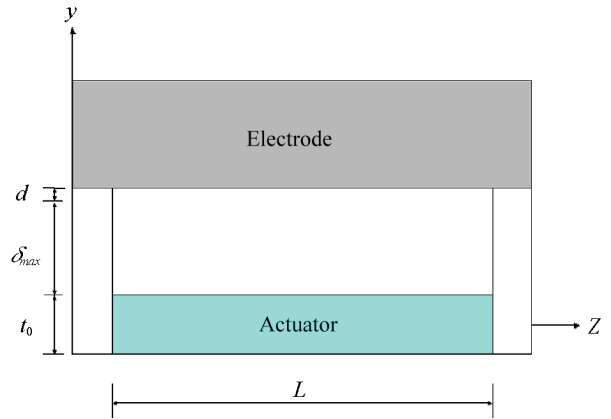 y
Electrode
d
δmax
t0
Actuator
Z
L